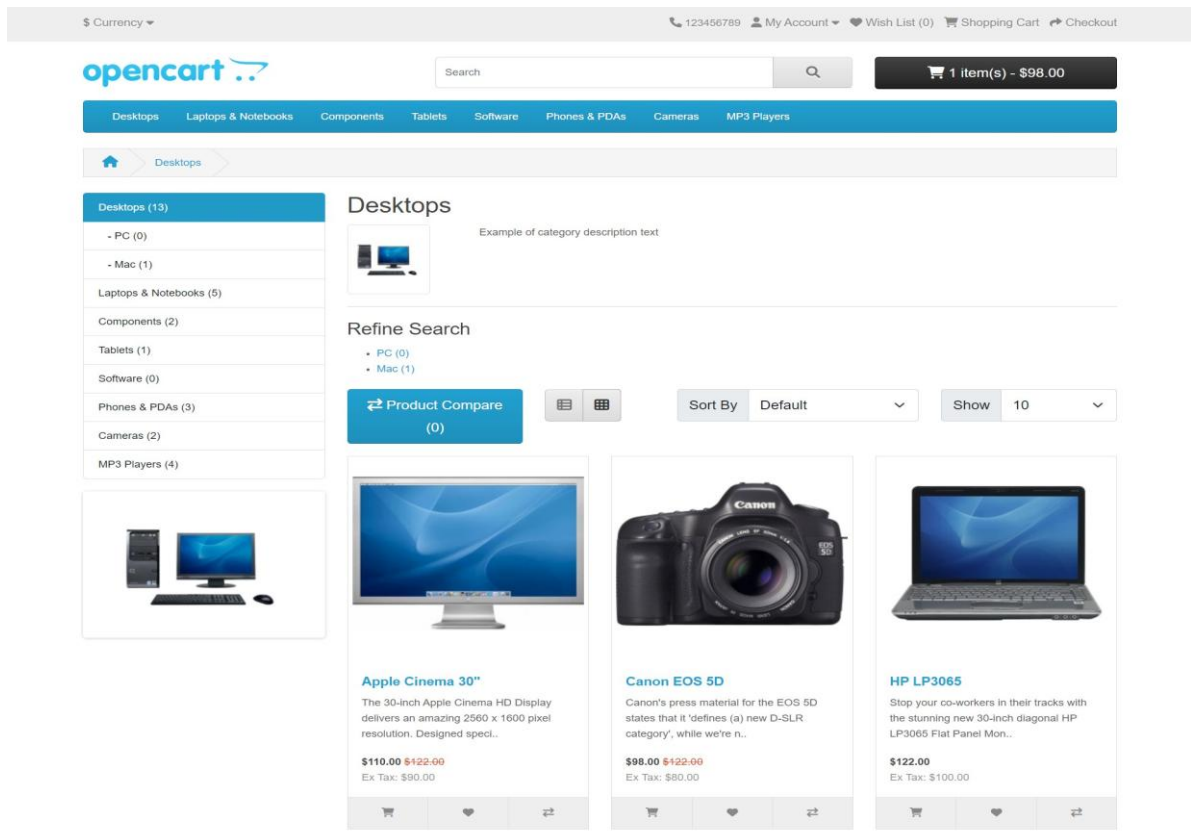 $ Currency
123456789 My Account Wish List (0) Shopping Cart Checkout
opencart
Search
1 item(s) - $98.00
Desktops Laptops & Notebooks Components Tablets Software Phones & PDAs Cameras MP3 Players
Desktops
Desktops (13)
- PC (0)
- Mac (1)
Laptops & Notebooks (5)
Components (2)
Tablets (1)
Software (0)
Phones & PDAs (3)
Cameras (2)
MP3 Players (4)
Desktops
Example of category description text
Refine Search
PC (0)
Mac (1)
Product Compare
(0)
Sort By Default
Show 10
Canon
EOS
5D
Apple Cinema 30"
The 30-inch Apple Cinema HD Display
delivers an amazing 2560 x 1600 pixel
resolution. Designed speci..
$110.00 $122.00
Ex Tax: $90.00
Canon EOS 5D
Canon's press material for the EOS 5D
states that it 'defines (a) new D-SLR
category', while we're n..
$98.00 $122.00
Ex Tax: $80.00
HP LP3065
Stop your co-workers in their tracks with
the stunning new 30-inch diagonal HP
LP3065 Flat Panel Mon..
$122.00
Ex Tax: $100.00